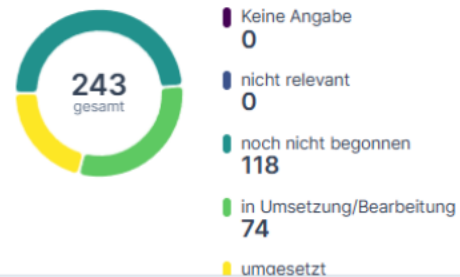 243
gesamt
Keine Angabe
0
nicht relevant
0
noch nicht begonnen
118
in Umsetzung/Bearbeitung
74
umgesetzt